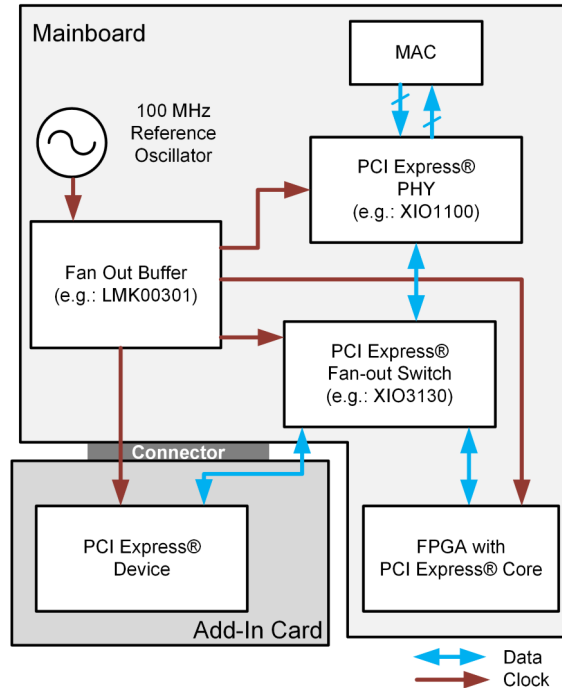 Mainboard
MAC
100 MHz
Reference
Oscillator
PCI Express®
PHY
(e.g.: XIO1100)
Fan Out Buffer
(e.g.: LMK00301)
PCI Express®
Fan-out Switch
(e.g.: XIO3130)
Connector
PCI Express®
Device
FPGA with
PCI Express® Core
Add-In Card
Data
Clock